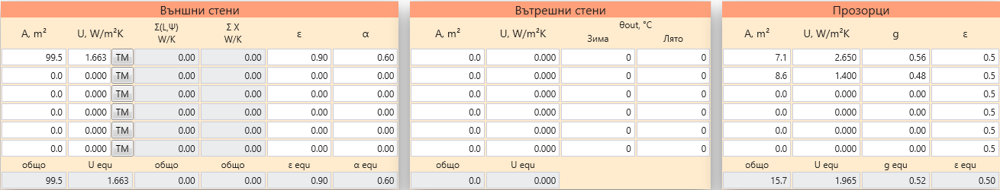 Външни стени Вътрешни стени Прозорци
A, m² U, W/m²K Σ(L,Ψ) W/K Σ X W/K ε α A, m² U, W/m²K θout, °C Зима Лято A, m² U, W/m²K g ε
99.5 1.663 TM 0.00 0.00 0.90 0.60 0.0 0.000 0 0 7.1 2.650 0.56 0.5
0.0 0.000 TM 0.00 0.00 0.00 0.00 0.0 0.000 0 0 8.6 1.400 0.48 0.5
0.0 0.000 TM 0.00 0.00 0.00 0.00 0.0 0.000 0 0 0.0 0.000 0.00 0.5
0.0 0.000 TM 0.00 0.00 0.00 0.00 0.0 0.000 0 0 0.0 0.000 0.00 0.5
0.0 0.000 TM 0.00 0.00 0.00 0.00 0.0 0.000 0 0 0.0 0.000 0.00 0.5
0.0 0.000 TM 0.00 0.00 0.00 0.00 0.0 0.000 0 0 0.0 0.000 0.00 0.5
общо U equ общо общо ε equ α equ общо U equ общо U equ g equ ε equ
99.5 1.663 0.00 0.00 0.90 0.60 0.0 0.000 15.7 1.965 0.52 0.50